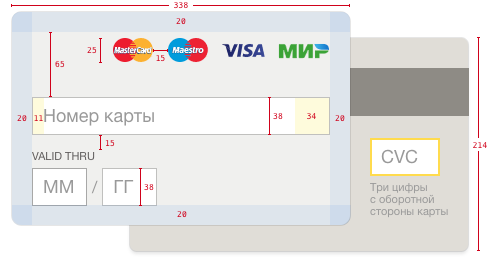 338
20
25
MasterCard
15
Maestro
VISA
МИР
65
20
11
Номер карты
38
34
20
15
VALID THRU
ММ / ГГ
38
20
CVC
Три цифры
с оборотной
стороны карты
214